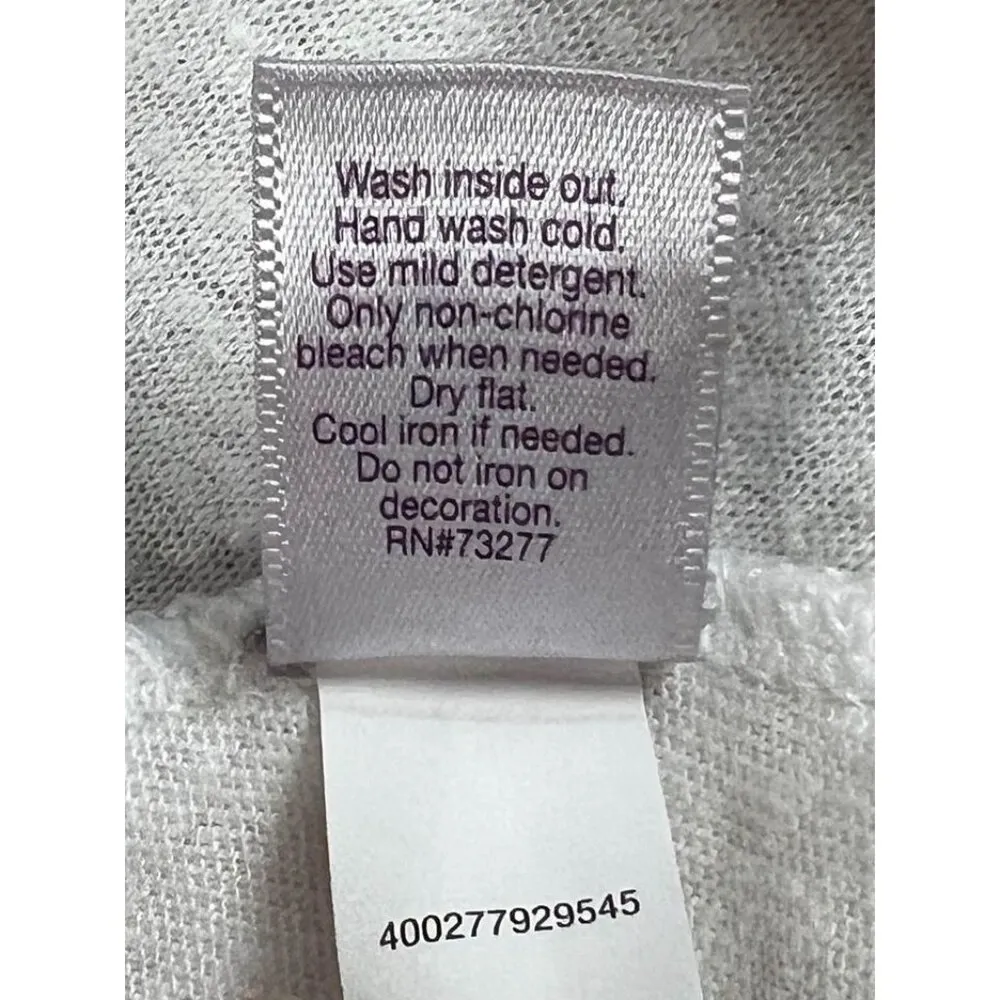 Wash inside out.
Hand wash cold.
Use mild detergent.
Only non-chlorine
bleach when needed.
Dry flat.
Cool iron if needed.
Do not iron on
decoration.
RN#73277
400277929545